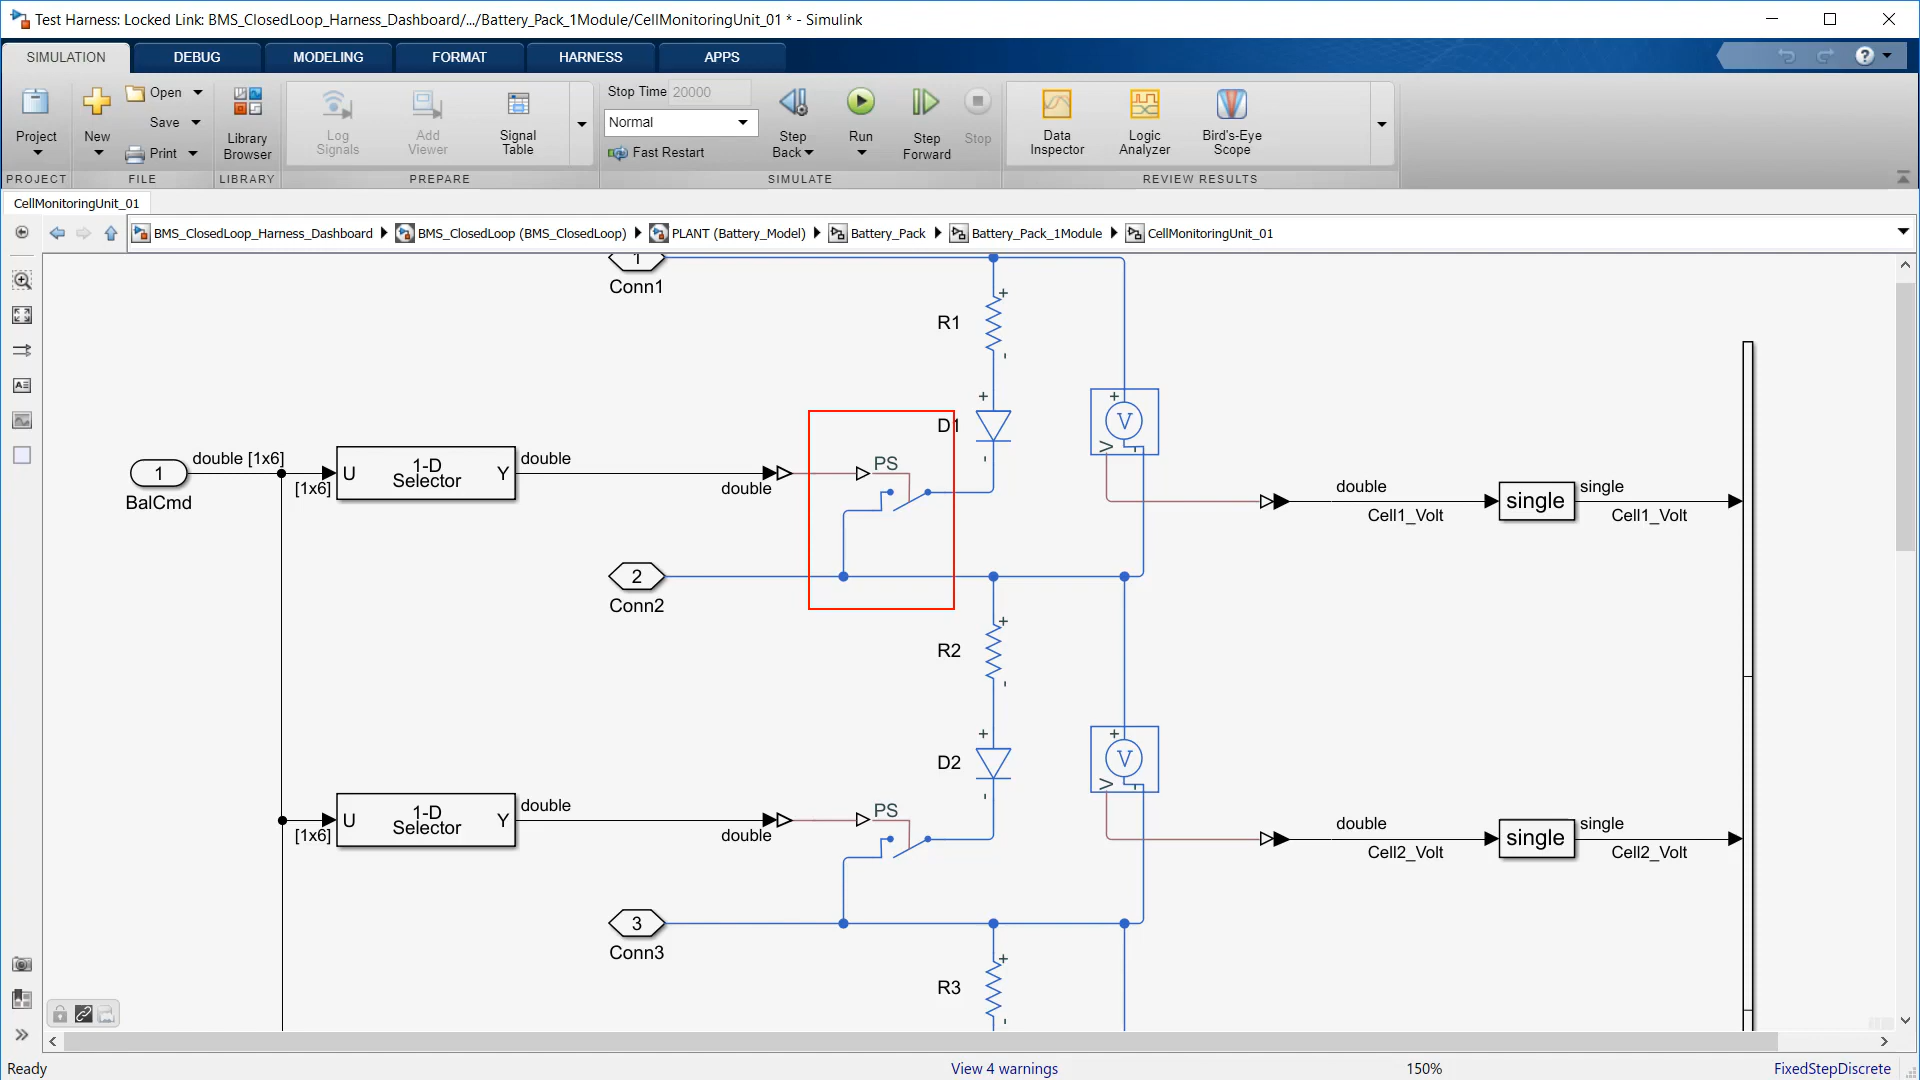 Test Harness: Locked Link: BMS_ClosedLoop_Harness_Dashboard/.../Battery_Pack_1Module/CellMonitoringUnit_01 * - Simulink
SIMULATION DEBUG MODELING FORMAT HARNESS APPS
Project
New
Open
Save
Print
Library Browser
Log Signals
Add Viewer
Signal Table
Stop Time 20000
Normal
Fast Restart
Step Back
Run
Step Forward
Stop
Data Inspector
Logic Analyzer
Bird's-Eye Scope
PROJECT FILE LIBRARY PREPARE SIMULATE REVIEW RESULTS
CellMonitoringUnit_01
BMS_ClosedLoop_Harness_Dashboard BMS_ClosedLoop (BMS_ClosedLoop) PLANT (Battery_Model) Battery_Pack Battery_Pack_1Module CellMonitoringUnit_01
1
Conn1
+
R1
-
+
D1
-
+
V
V
-
1
BalCmd
double [1x6]
[1x6]
U
1-D
Selector
Y
double
double
PS
double
Cell1_Volt
single
single
Cell1_Volt
2
Conn2
+
R2
-
+
D2
-
+
V
V
-
[1x6]
U
1-D
Selector
Y
double
double
PS
double
Cell2_Volt
single
single
Cell2_Volt
3
Conn3
+
R3
-
Ready
View 4 warnings
150%
FixedStepDiscrete